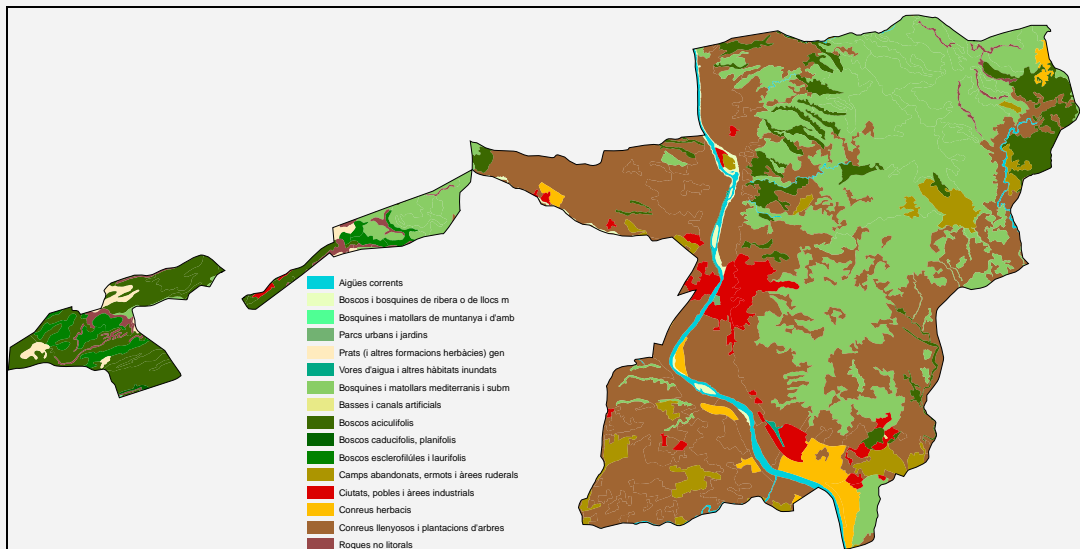 Aigües corrents
Boscos i bosquines de ribera o de llocs m
Bosquines i matollars de muntanya i d'amb
Parcs urbans i jardins
Prats (i altres formacions herbàcies) gen
Vores d'aigua i altres hàbitats inundats
Bosquines i matollars mediterranis i subm
Basses i canals artificials
Boscos aciculifolis
Boscos caducifolis, planifolis
Boscos esclerofil·lúes i laurifolis
Camps abandonats, ermots i àrees ruderals
Ciutats, pobles i àrees industrials
Conreus herbacis
Conreus llenyosos i plantacions d'arbres
Roques no litorals